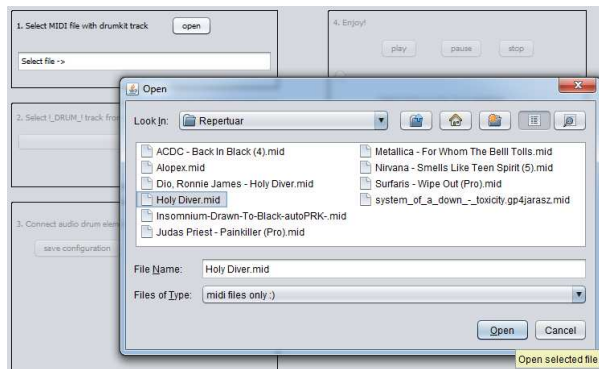 1. Select MIDI file with drumkit track
open
Select file ->
4. Enjoy!
play
pause
stop
2. Select !_DRUM_! track from
3. Connect audio drum elem
save configuration
Open
Look In:
Repertuar
ACDC - Back In Black (4).mid
Alopex.mid
Dio, Ronnie James - Holy Diver.mid
Holy Diver.mid
Insomnium-Drawn-To-Black-autoPRK-.mid
Judas Priest - Painkiller (Pro).mid
Metallica - For Whom The Belll Tolls.mid
Nirvana - Smells Like Teen Spirit (5).mid
Surfaris - Wipe Out (Pro).mid
system_of_a_down_-_toxicity.gp4jarasz.mid
File Name:
Holy Diver.mid
Files of Type:
midi files only :)
Open
Cancel
Open selected file